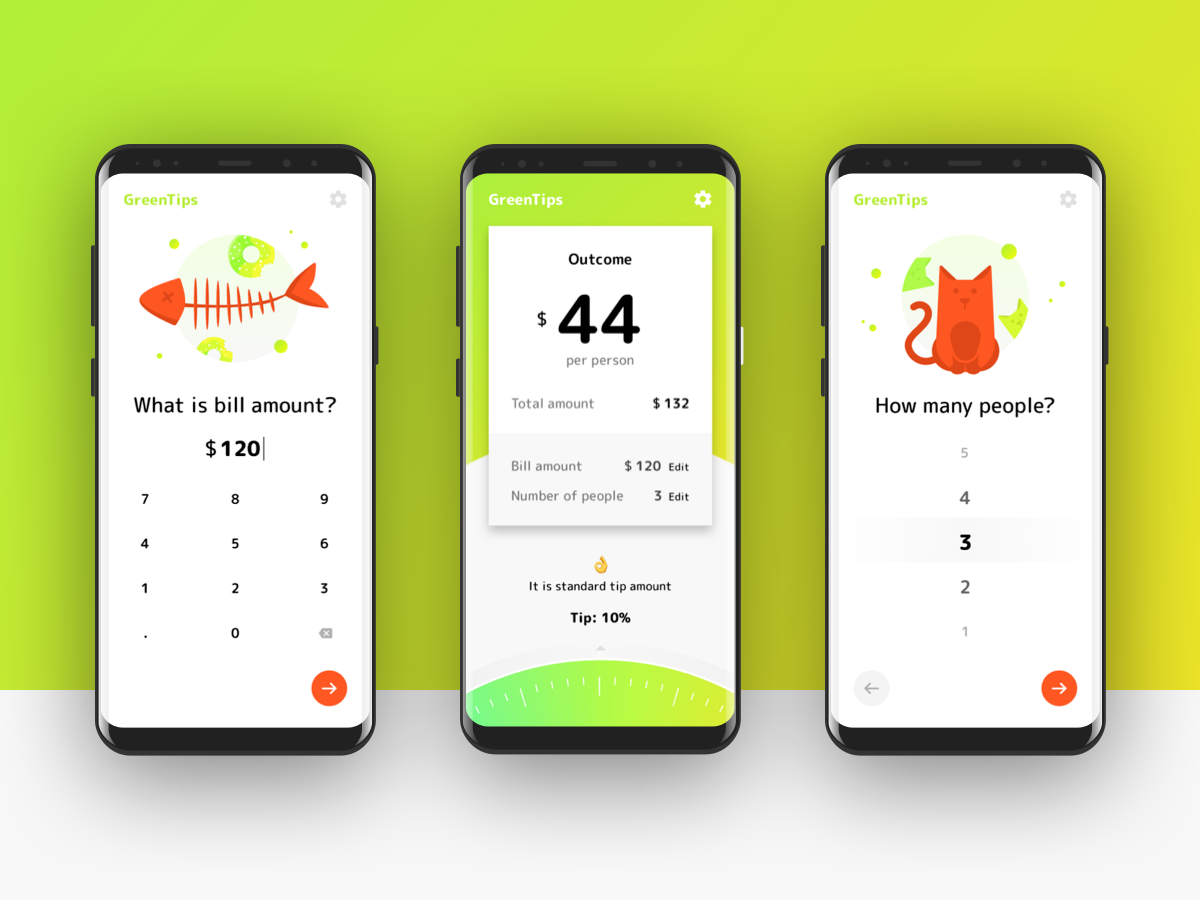 GreenTips
What is bill amount?
$120
7 8 9
4 5 6
1 2 3
. 0
GreenTips
Outcome
$ 44
per person
Total amount $ 132
Bill amount $ 120 Edit
Number of people 3 Edit
👌
It is standard tip amount
Tip: 10%
GreenTips
How many people?
5
4
3
2
1